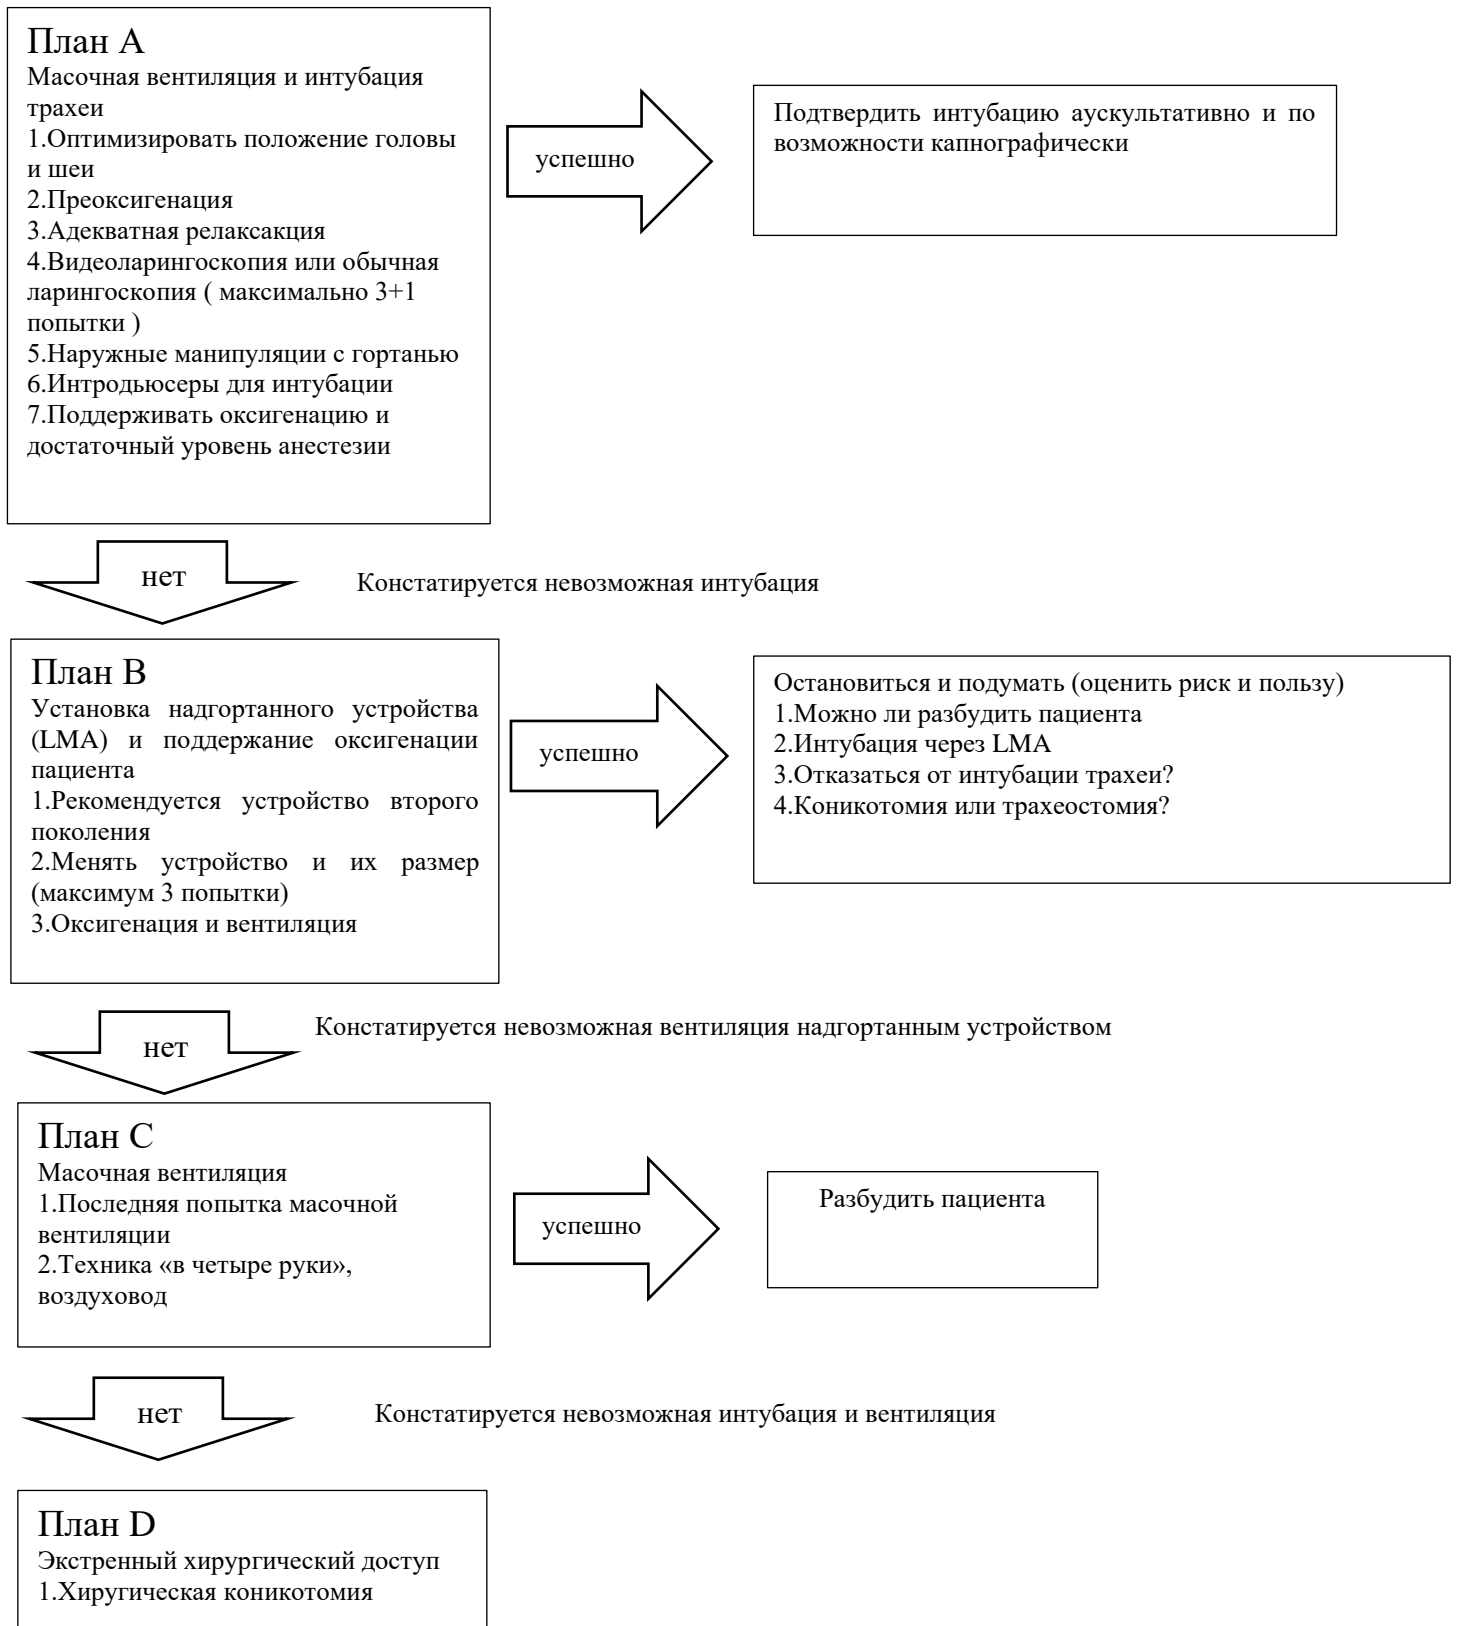 План A
Масочная вентиляция и интубация
трахеи
1.Оптимизировать положение головы
и шеи
2.Преоксигенация
3.Адекватная релаксакция
4.Видеоларингоскопия или обычная
ларингоскопия ( максимально 3+1
попытки )
5.Наружные манипуляции с гортанью
6.Интродьюсеры для интубации
7.Поддерживать оксигенацию и
достаточный уровень анестезии
успешно
Подтвердить интубацию аускультативно и по
возможности капнографически
нет
Констатируется невозможная интубация
План B
Установка надгортанного устройства
(LMA) и поддержание оксигенации
пациента
1.Рекомендуется устройство второго
поколения
2.Менять устройство и их размер
(максимум 3 попытки)
3.Оксигенация и вентиляция
успешно
Остановиться и подумать (оценить риск и пользу)
1.Можно ли разбудить пациента
2.Интубация через LMA
3.Отказаться от интубации трахеи?
4.Коникотомия или трахеостомия?
нет
Констатируется невозможная вентиляция надгортанным устройством
План C
Масочная вентиляция
1.Последняя попытка масочной
вентиляции
2.Техника «в четыре руки»,
воздуховод
успешно
Разбудить пациента
нет
Констатируется невозможная интубация и вентиляция
План D
Экстренный хирургический доступ
1.Хиругическая коникотомия